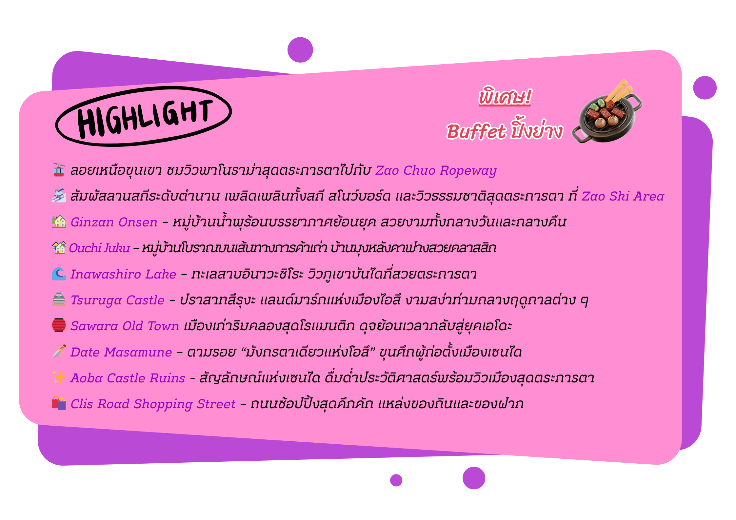 HIGHLIGHT
พิเศษ!
Buffet ปิ้งย่าง
ลอยเหนือขุนเขา ชมวิวพาโนราม่าสุดตระการตาไปกับ Zao Chuo Ropeway
สัมผัสลานสกีระดับตำนาน เพลิดเพลินทั้งสกี สโนว์บอร์ด และวิวธรรมชาติสุดตระการตา ที่ Zao Shi Area
Ginzan Onsen – หมู่บ้านน้ำพุร้อนบรรยากาศย้อนยุค สวยงามทั้งกลางวันและกลางคืน
Ouchi Juku – หมู่บ้านโบราณบนเส้นทางการค้าเก่า บ้านมุงหลังคาฟางสวยคลาสสิก
Inawashiro Lake – ทะเลสาบอินาวะชิโระ วิวภูเขาบันไดที่สวยตระการตา
Tsuruga Castle – ปราสาทสึรุงะ แลนด์มาร์กแห่งเมืองไอสึ งามสง่าท่ามกลางฤดูกาลต่าง ๆ
Sawara Old Town เมืองเก่าริมคลองสุดโรแมนติก ดุจย้อนเวลากลับสู่ยุคเอโดะ
Date Masamune – ตามรอย “มังกรตาเดียวแห่งโอสึ” ขุนศึกผู้ก่อตั้งเมืองเซนได
Aoba Castle Ruins - สัญลักษณ์แห่งเซนได ดื่มด่ำประวัติศาสตร์พร้อมวิวเมืองสุดตระการตา
Clis Road Shopping Street – ถนนช้อปปิ้งสุดคึกคัก แหล่งของกินและของฝาก